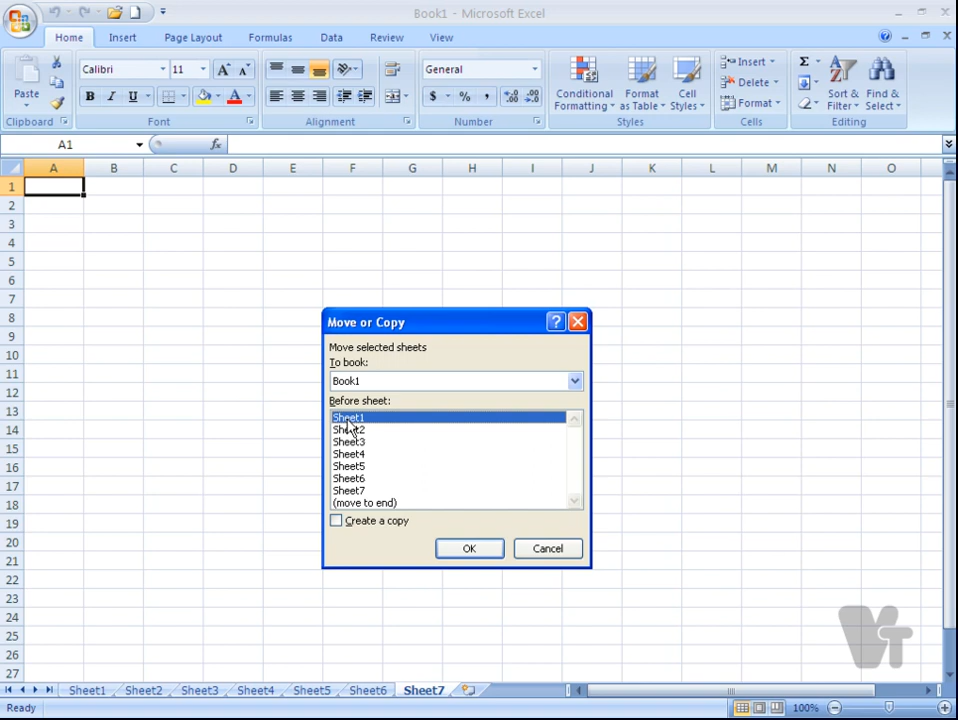 Book1 - Microsoft Excel
Home Insert Page Layout Formulas Data Review View
Calibri 11 A A General Insert Σ
Paste B I U A $ % , .00 .0 Conditional Formatting Format as Table Cell Styles Delete Format Sort & Filter Find & Select
Clipboard Font Alignment Number Styles Cells Editing
A1 fx
A B C D E F G H I J K L M N O
1
2
3
4
5
6
7
8
9
10
11
12
13
14
15
16
17
18
19
20
21
22
23
24
25
26
27
Move or Copy
Move selected sheets
To book:
Book1
Before sheet:
Sheet1
Sheet2
Sheet3
Sheet4
Sheet5
Sheet6
Sheet7
(move to end)
Create a copy
OK Cancel
VT
Sheet1 Sheet2 Sheet3 Sheet4 Sheet5 Sheet6 Sheet7
Ready 100%